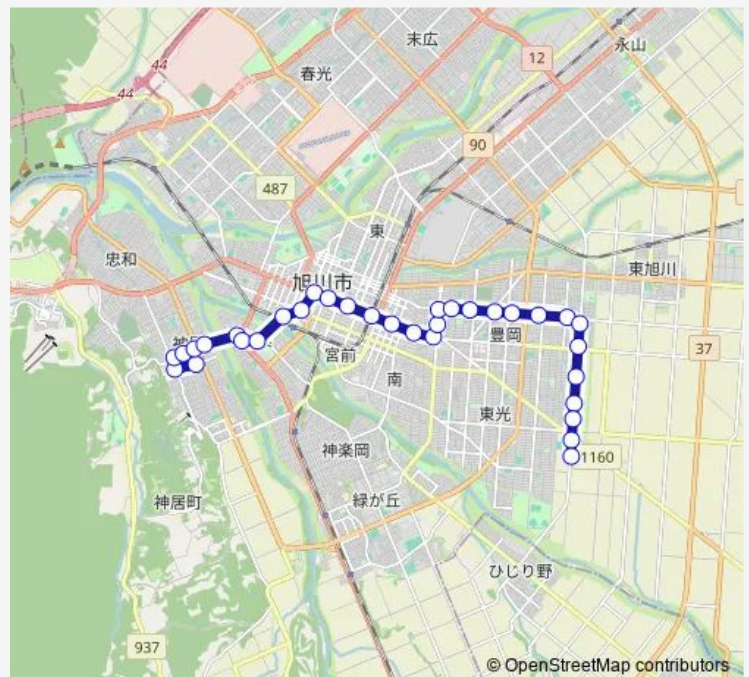 末広
44
12
永山
春光
44
90
487
東
忠和
東旭川
旭川市
豊岡
37
宮前
南
東光
1160
神楽岡
神居町
緑が丘
ひじり野
937
© OpenStreetMap contributors